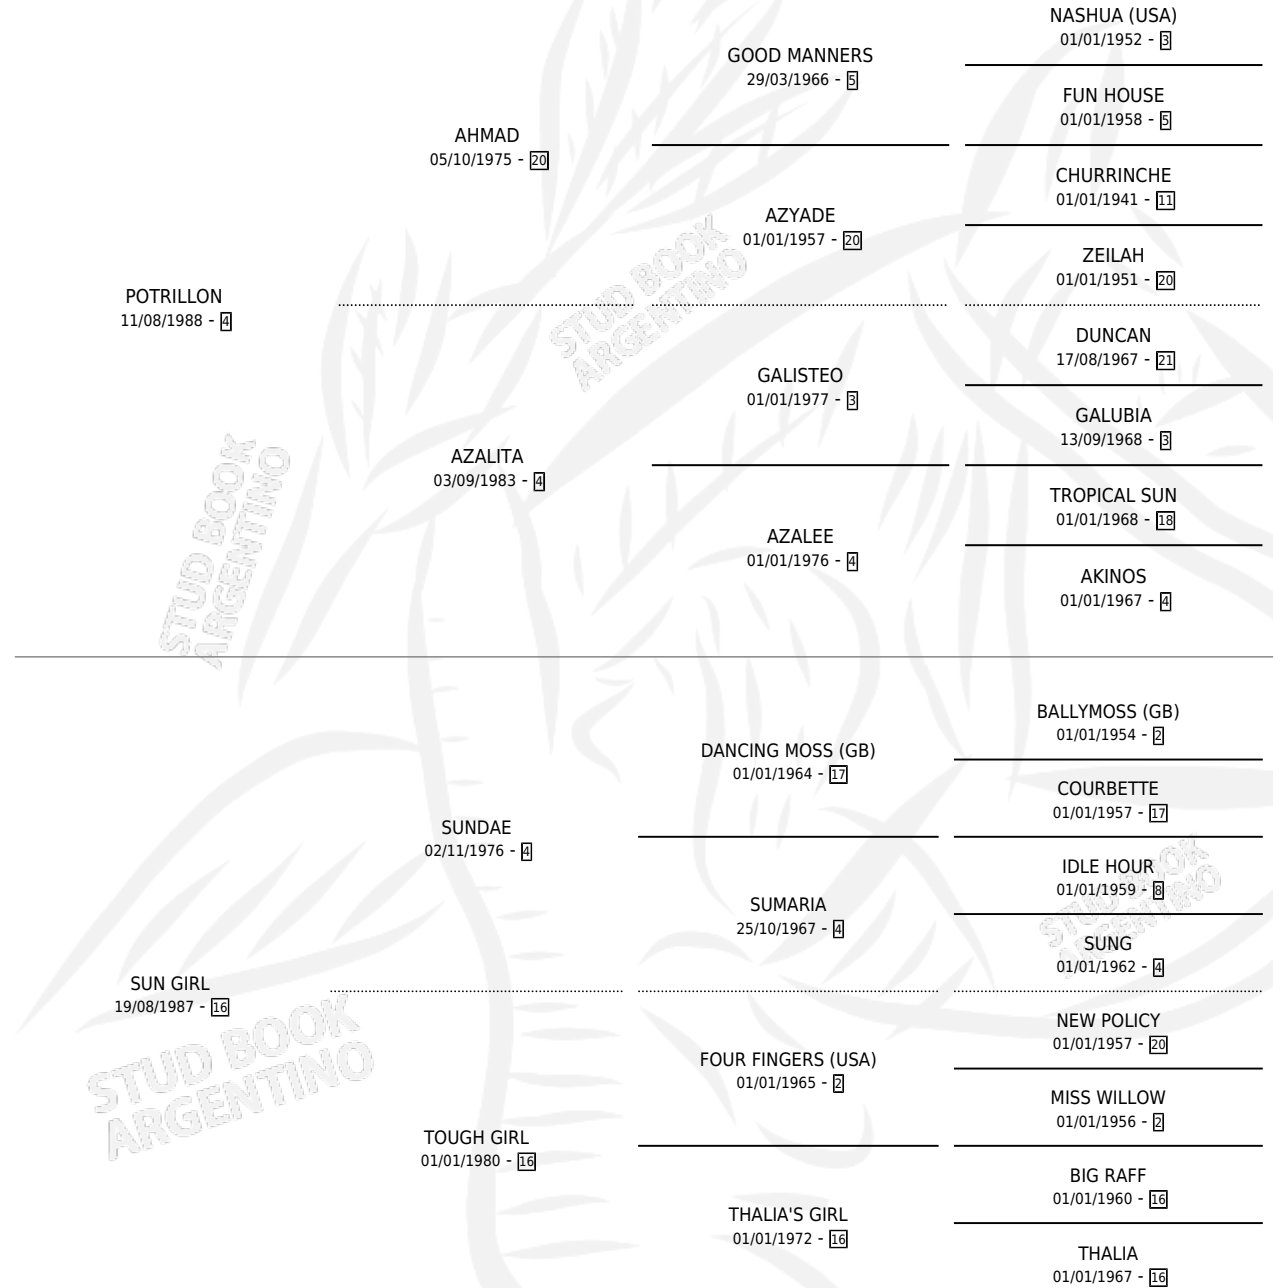 NASHUA (USA)
01/01/1952 - 3
GOOD MANNERS
29/03/1966 - 5
FUN HOUSE
01/01/1958 - 5
AHMAD
05/10/1975 - 20
CHURRINCHE
01/01/1941 - 11
AZYADE
01/01/1957 - 20
ZEILAH
01/01/1951 - 20
POTRILLON
11/08/1988 - 4
DUNCAN
17/08/1967 - 21
GALISTEO
01/01/1977 - 3
GALUBIA
13/09/1968 - 3
AZALITA
03/09/1983 - 4
TROPICAL SUN
01/01/1968 - 18
AZALEE
01/01/1976 - 4
AKINOS
01/01/1967 - 4
BALLYMOSS (GB)
01/01/1954 - 2
DANCING MOSS (GB)
01/01/1964 - 17
COURBETTE
01/01/1957 - 17
SUNDAE
02/11/1976 - 4
IDLE HOUR
01/01/1959 - 8
SUMARIA
25/10/1967 - 4
SUNG
01/01/1962 - 4
SUN GIRL
19/08/1987 - 16
NEW POLICY
01/01/1957 - 20
FOUR FINGERS (USA)
01/01/1965 - 2
MISS WILLOW
01/01/1956 - 2
TOUGH GIRL
01/01/1980 - 16
BIG RAFF
01/01/1960 - 16
THALIA'S GIRL
01/01/1972 - 16
THALIA
01/01/1967 - 16
STUD BOOK
ARGENTINO
STUD BOOK
ARGENTINO
STUD BOOK
ARGENTINO
STUD BOOK
ARGENTINO